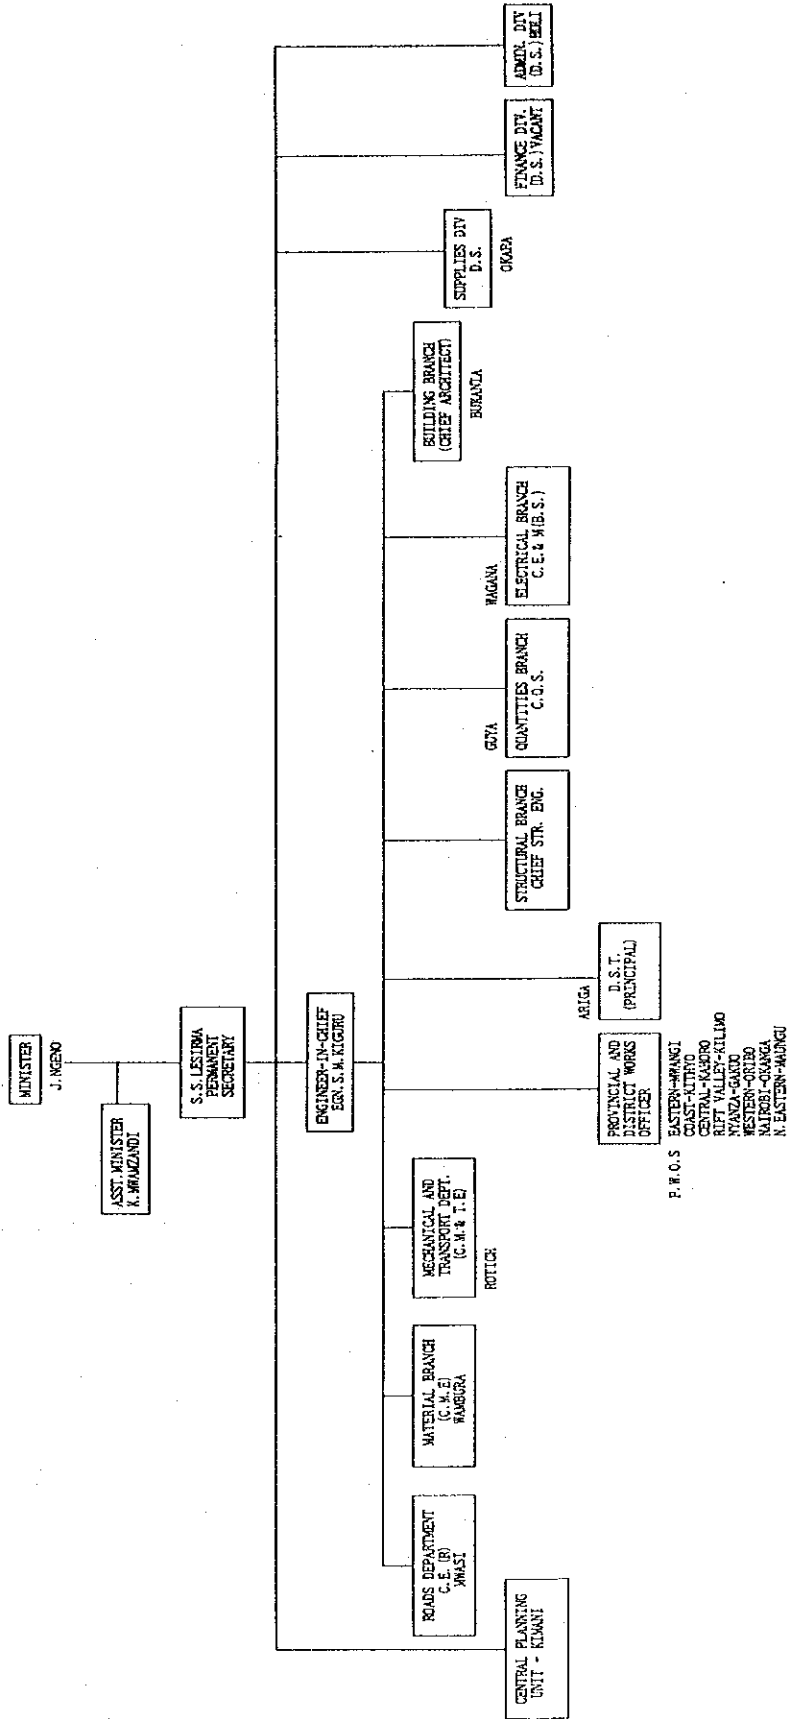 MINISTER
J. NGENO
ASST. MINISTER
K. MWAMZANDI
S. S. LESIRMA
PERMANENT
SECRETARY
ENGINEER-IN-CHIEF
EGN. S. M. KIGURU
CENTRAL PLANNING
UNIT - KIMANI
ROADS DEPARTMENT
C. E. (R)
MWASI
MATERIAL BRANCH
(C. M. E)
WAMBURA
MECHANICAL AND
TRANSPORT DEPT.
(C. M. & T. E)
ROTICH
PROVINCIAL AND
DISTRICT WORKS
OFFICER
P. W. O. S EASTERN-MWANGI
COAST-KITHYO
CENTRAL-KABORO
RIFT VALLEY-KILIMO
NYANZA-GAKUO
WESTERN-ORIBO
NAIROBI-OKANGA
N. EASTERN-MAUNGU
ARIGA
D. S. T.
(PRINCIPAL)
STRUCTURAL BRANCH
CHIEF STR. ENG.
GUYA
QUANTITIES BRANCH
C. Q. S.
WAGANA
ELECTRICAL BRANCH
C. E. & M (B. S.)
BUILDING BRANCH
(CHIEF ARCHITECT)
BUKANIA
SUPPLIES DIV
D. S.
OKAPA
FINANCE DIV.
(D. S.) VACANT
ADMIN. DIV
(D. S.)